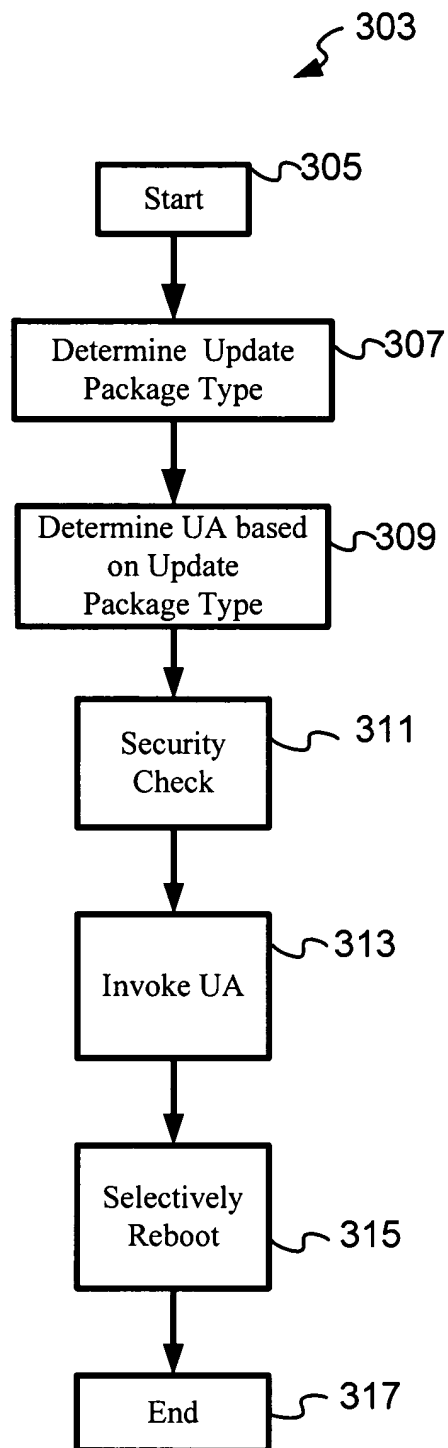 303
305
Start
307
Determine Update
Package Type
309
Determine UA based
on Update
Package Type
311
Security
Check
313
Invoke UA
Selectively
Reboot
315
End
317